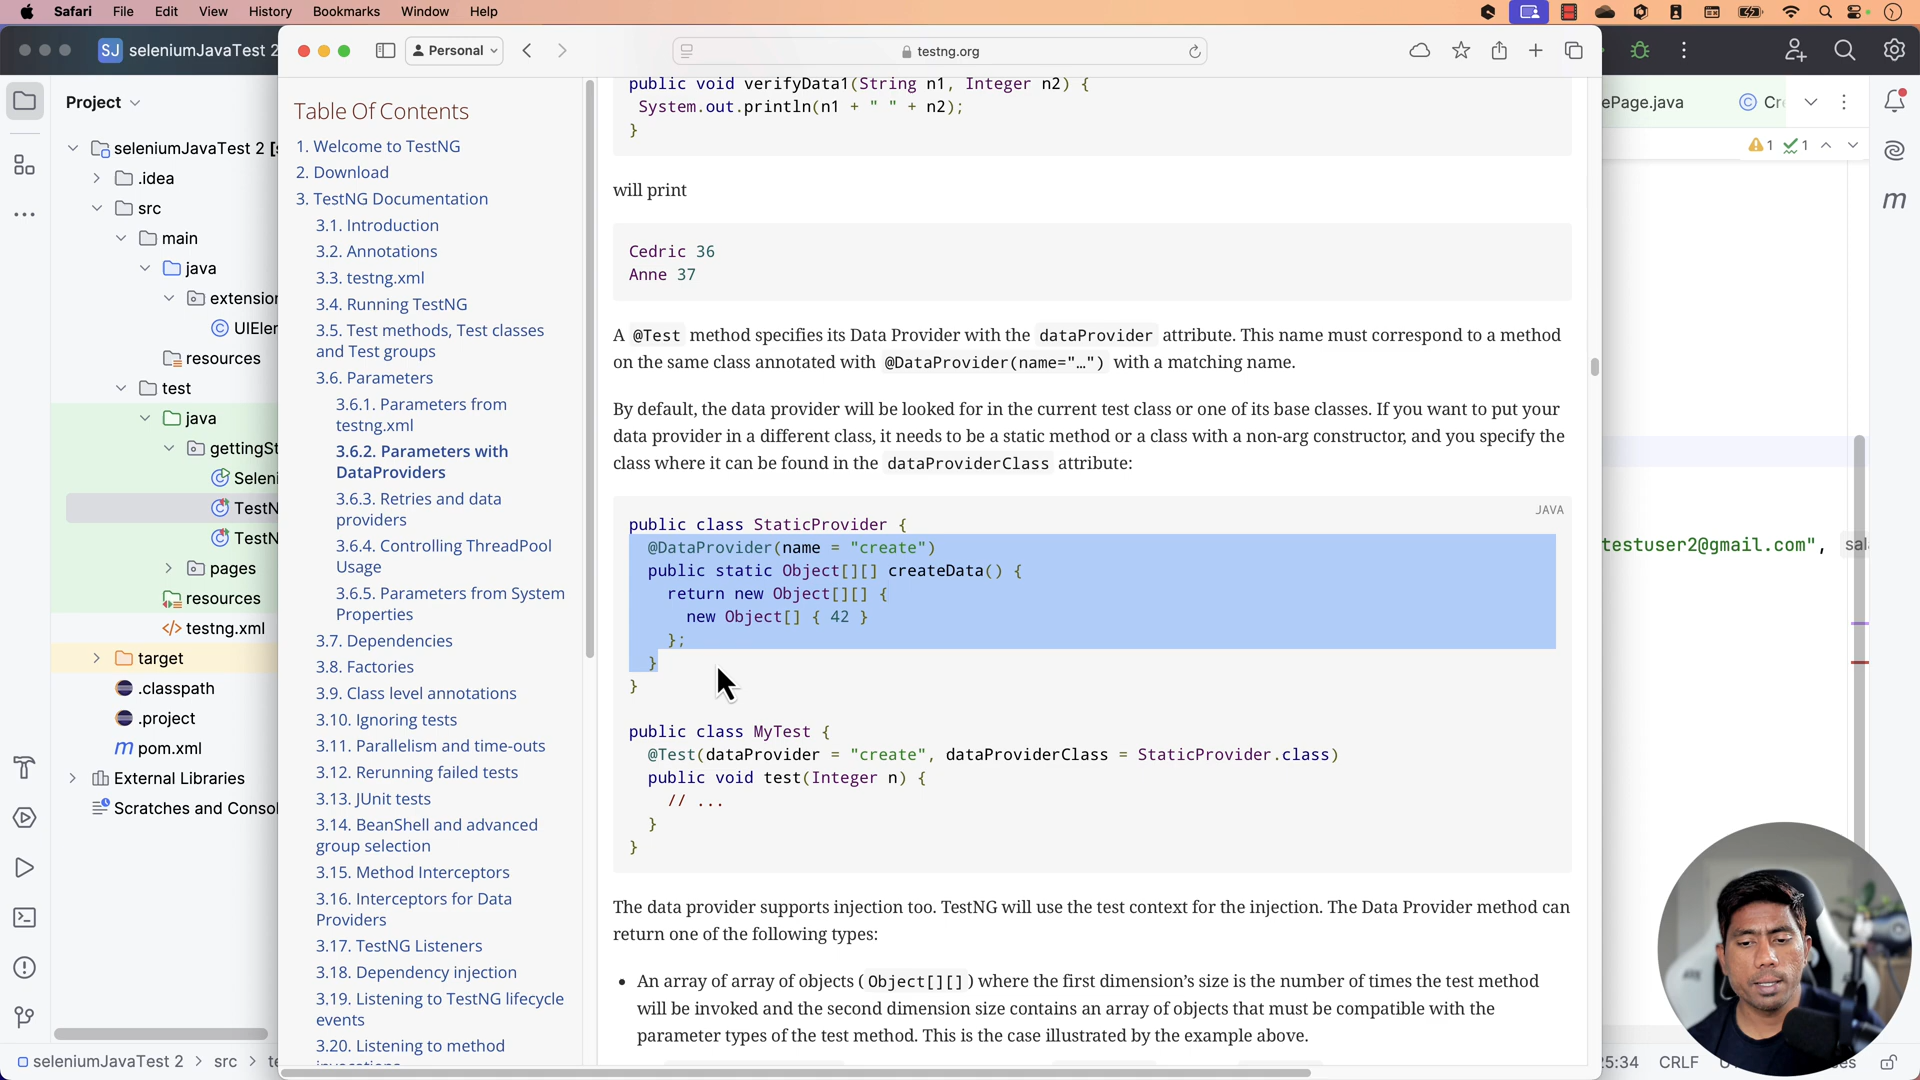 Safari File Edit View History Bookmarks Window Help
SJ seleniumJavaTest 2
Personal
testng.org
ePage.java
Project
1 1
seleniumJavaTest 2
.idea
src
main
java
resources
test
java
pages
resources
testng.xml
target
.classpath
.project
pom.xml
External Libraries
Table Of Contents
1. Welcome to TestNG
2. Download
3. TestNG Documentation
3.1. Introduction
3.2. Annotations
3.3. testng.xml
3.4. Running TestNG
3.5. Test methods, Test classes
and Test groups
3.6. Parameters
3.6.1. Parameters from
testng.xml
3.6.2. Parameters with
DataProviders
3.6.3. Retries and data
providers
3.6.4. Controlling ThreadPool
Usage
3.6.5. Parameters from System
Properties
3.7. Dependencies
3.8. Factories
3.9. Class level annotations
3.10. Ignoring tests
3.11. Parallelism and time-outs
3.12. Rerunning failed tests
3.13. JUnit tests
3.14. BeanShell and advanced
group selection
3.15. Method Interceptors
3.16. Interceptors for Data
Providers
3.17. TestNG Listeners
3.18. Dependency injection
3.19. Listening to TestNG lifecycle
events
3.20. Listening to method
public void verifyData1(String n1, Integer n2) {
System.out.println(n1 + " " + n2);
}
will print
Cedric 36
Anne 37
A @Test method specifies its Data Provider with the dataProvider attribute. This name must correspond to a method
on the same class annotated with @DataProvider(name="…") with a matching name.
By default, the data provider will be looked for in the current test class or one of its base classes. If you want to put your
data provider in a different class, it needs to be a static method or a class with a non-arg constructor, and you specify the
class where it can be found in the dataProviderClass attribute:
JAVA
public class StaticProvider {
@DataProvider(name = "create")
public static Object[][] createData() {
return new Object[][] {
new Object[] { 42 }
};
}
}
public class MyTest {
@Test(dataProvider = "create", dataProviderClass = StaticProvider.class)
public void test(Integer n) {
// ...
}
}
The data provider supports injection too. TestNG will use the test context for the injection. The Data Provider method can
return one of the following types:
• An array of array of objects ( Object[][] ) where the first dimension’s size is the number of times the test method
will be invoked and the second dimension size contains an array of objects that must be compatible with the
parameter types of the test method. This is the case illustrated by the example above.
testuser2@gmail.com",
seleniumJavaTest 2 > src >
CRLF